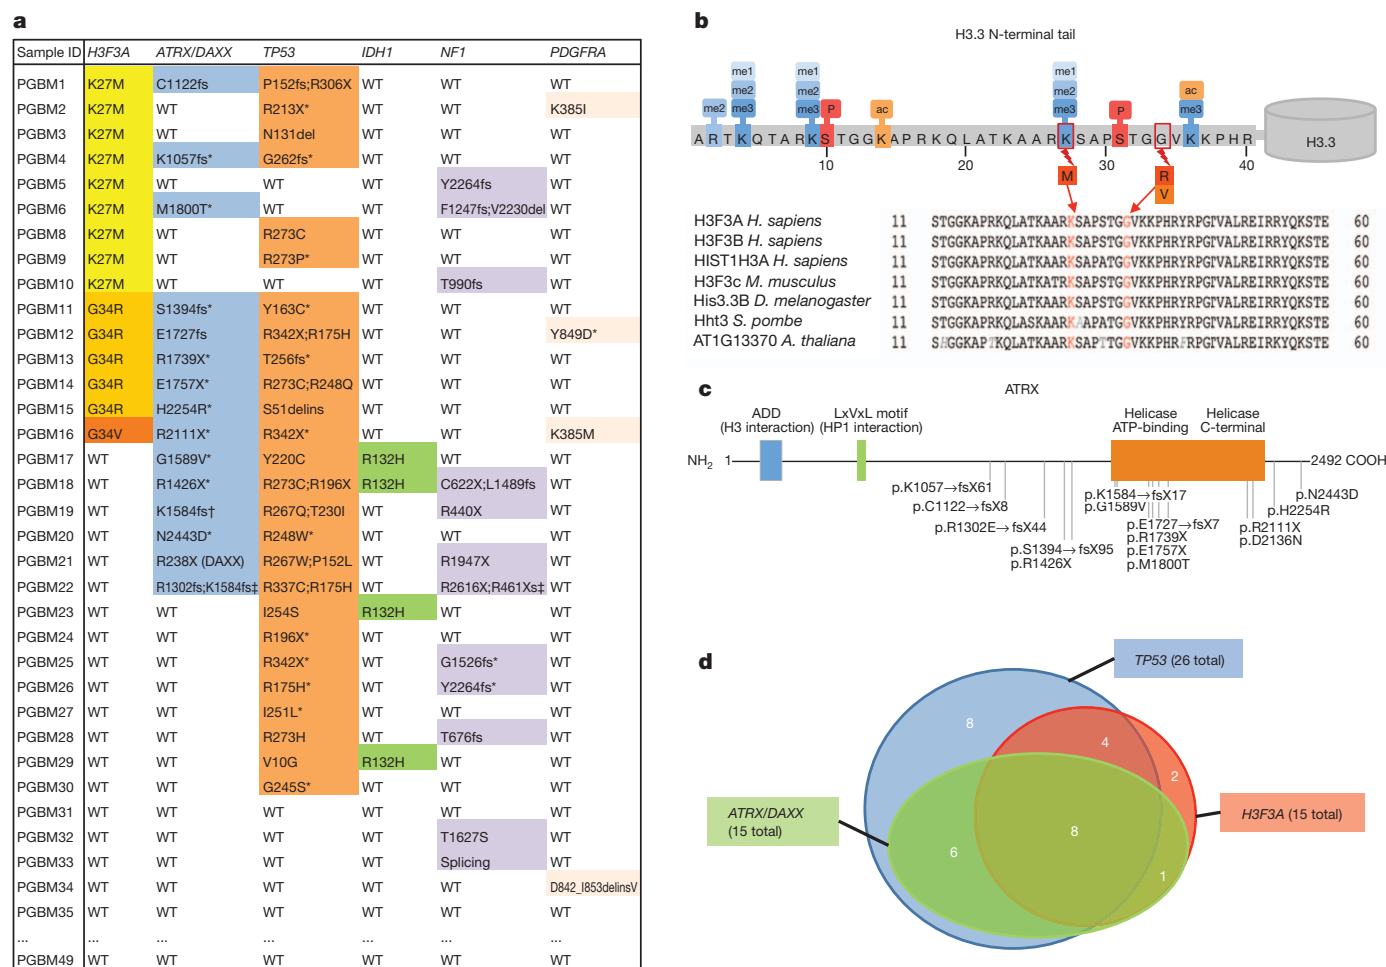 a
Sample ID H3F3A ATRX/DAXX TP53 IDH1 NF1 PDGFRA
PGBM1 K27M C1122fs P152fs;R306X WT WT WT
PGBM2 K27M WT R213X* WT WT K385I
PGBM3 K27M WT N131del WT WT WT
PGBM4 K27M K1057fs* G262fs* WT WT WT
PGBM5 K27M WT WT WT Y2264fs WT
PGBM6 K27M M1800T* WT WT F1247fs;V2230del WT
PGBM8 K27M WT R273C WT WT WT
PGBM9 K27M WT R273P* WT WT WT
PGBM10 K27M WT WT WT T990fs WT
PGBM11 G34R S1394fs* Y163C* WT WT WT
PGBM12 G34R E1727fs R342X;R175H WT WT Y849D*
PGBM13 G34R R1739X* T256fs* WT WT WT
PGBM14 G34R E1757X* R273C;R248Q WT WT WT
PGBM15 G34R H2254R* S51delins WT WT WT
PGBM16 G34V R2111X* R342X* WT WT K385M
PGBM17 WT G1589V* Y220C R132H WT WT
PGBM18 WT R1426X* R273C;R196X R132H C622X;L1489fs WT
PGBM19 WT K1584fs† R267Q;T230I WT R440X WT
PGBM20 WT N2443D* R248W* WT WT WT
PGBM21 WT R238X (DAXX) R267W;P152L WT R1947X WT
PGBM22 WT R1302fs;K1584fs‡ R337C;R175H WT R2616X;R461Xs‡ WT
PGBM23 WT WT I254S R132H WT WT
PGBM24 WT WT R196X* WT WT WT
PGBM25 WT WT R342X* WT G1526fs* WT
PGBM26 WT WT R175H* WT Y2264fs* WT
PGBM27 WT WT I251L* WT WT WT
PGBM28 WT WT R273H WT T676fs WT
PGBM29 WT WT V10G R132H WT WT
PGBM30 WT WT G245S* WT WT WT
PGBM31 WT WT WT WT WT WT
PGBM32 WT WT WT WT T1627S WT
PGBM33 WT WT WT WT Splicing WT
PGBM34 WT WT WT WT WT D842_I853delinsV
PGBM35 WT WT WT WT WT WT
... ... ... ... ... ... ...
PGBM49 WT WT WT WT WT WT
b
H3.3 N-terminal tail
me1 me1 me1
me2 me2 me2 ac
me2 me3 me3 P ac me3 P me3
A R T K Q T A R K S T G G K A P R K Q L A T K A A R K S A P S T G G V K K P H R H3.3
10 20 30 40
M R
V
H3F3A H. sapiens 11 STGGKAPRKQLATKAARKSAPSTGGVKKPHRYRPGTVALREIRRYQKSTE 60
H3F3B H. sapiens 11 STGGKAPRKQLATKAARKSAPSTGGVKKPHRYRPGTVALREIRRYQKSTE 60
HIST1H3A H. sapiens 11 STGGKAPRKQLATKAARKSAPATGGVKKPHRYRPGTVALREIRRYQKSTE 60
H3F3c M. musculus 11 STGGKAPRKQLATKATRKSAPSTGGVKKPHRYRPGTVALREIRRYQKSTE 60
His3.3B D. melanogaster 11 STGGKAPRKQLATKAARKSAPSTGGVKKPHRYRPGTVALREIRRYQKSTE 60
Hht3 S. pombe 11 STGGKAPRKQLASKAARKAAPATGGVKKPHRYRPGTVALREIRRYQKSTE 60
AT1G13370 A. thaliana 11 SHGGKAPTKQLATKAARKSAPTTGGVKKPHRFRPGTVALREIRKYQKSTE 60
c
ATRX
ADD
(H3 interaction)
LxVxL motif
(HP1 interaction)
Helicase
ATP-binding
Helicase
C-terminal
NH2 1 2492 COOH
p.K1057→fsX61
p.C1122→fsX8
p.R1302E→fsX44
p.S1394→fsX95
p.R1426X
p.K1584→fsX17
p.G1589V
p.E1727→fsX7
p.R1739X
p.E1757X
p.M1800T
p.N2443D
p.H2254R
p.R2111X
p.D2136N
d
TP53 (26 total)
8
4
2
ATRX/DAXX
(15 total)
H3F3A (15 total)
8
6
1